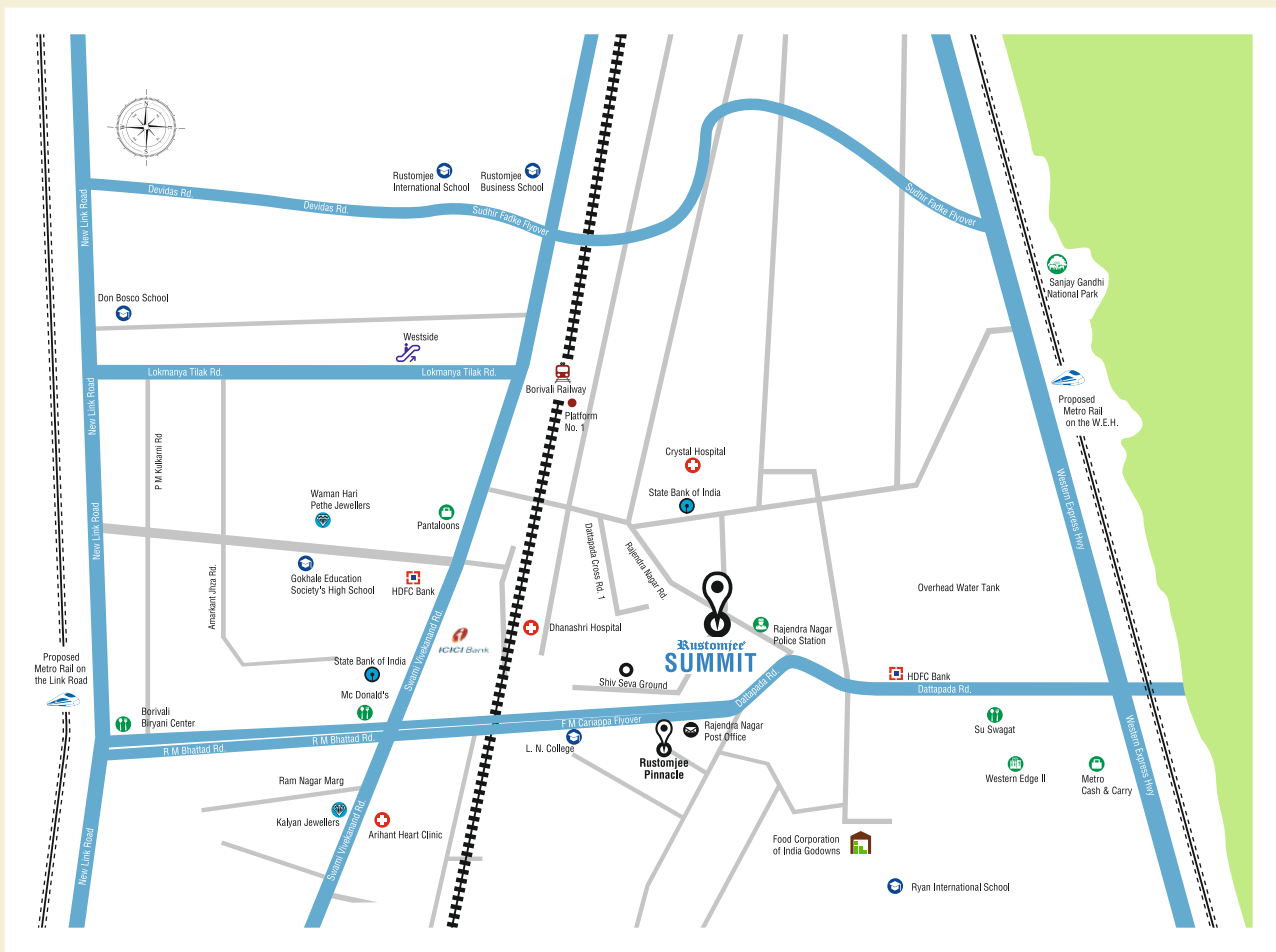 N
W
E
S
New Link Road
Devidas Rd.
Devidas Rd.
Rustomjee
International School
Rustomjee
Business School
Sudhir Fadke Flyover
Sudhir Fadke Flyover
Sanjay Gandhi
National Park
Don Bosco School
Westside
Lokmanya Tilak Rd.
Lokmanya Tilak Rd.
Borivali Railway
Platform
No. 1
Proposed
Metro Rail
on the W.E.H.
New Link Road
P M Kulkarni Rd
Crystal Hospital
State Bank of India
Waman Hari
Pethe Jewellers
Pantaloons
Western Express Hwy
New Link Road
Gokhale Education
Society's High School
HDFC Bank
Amarkant Jhza Rd.
Dattapada Cross Rd. 1
Rajendra Nagar Rd.
Overhead Water Tank
Dhanashri Hospital
ICICI Bank
Swami Vivekanand Rd.
Rajendra Nagar
Police Station
Rustomjee
SUMMIT
Proposed
Metro Rail on
the Link Road
State Bank of India
Shiv Seva Ground
HDFC Bank
Dattapada Rd.
Dattapada Rd.
Mc Donald's
Borivali
Biryani Center
F M Cariappa Flyover
R M Bhattad Rd.
R M Bhattad Rd.
L. N. College
Rajendra Nagar
Post Office
Rustomjee
Pinnacle
Su Swagat
Western Express Hwy
Western Edge II
Metro
Cash & Carry
Ram Nagar Marg
Kalyan Jewellers
Arihant Heart Clinic
Swami Vivekanand Rd.
New Link Road
Food Corporation
of India Godowns
Ryan International School